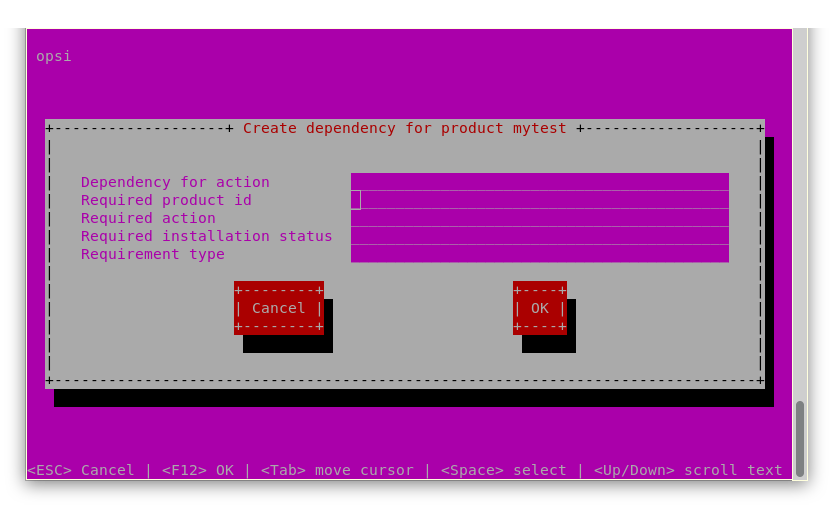 opsi
Create dependency for product mytest
Dependency for action
Required product id
Required action
Required installation status
Requirement type
Cancel OK
<ESC> Cancel | <F12> OK | <Tab> move cursor | <Space> select | <Up/Down> scroll text